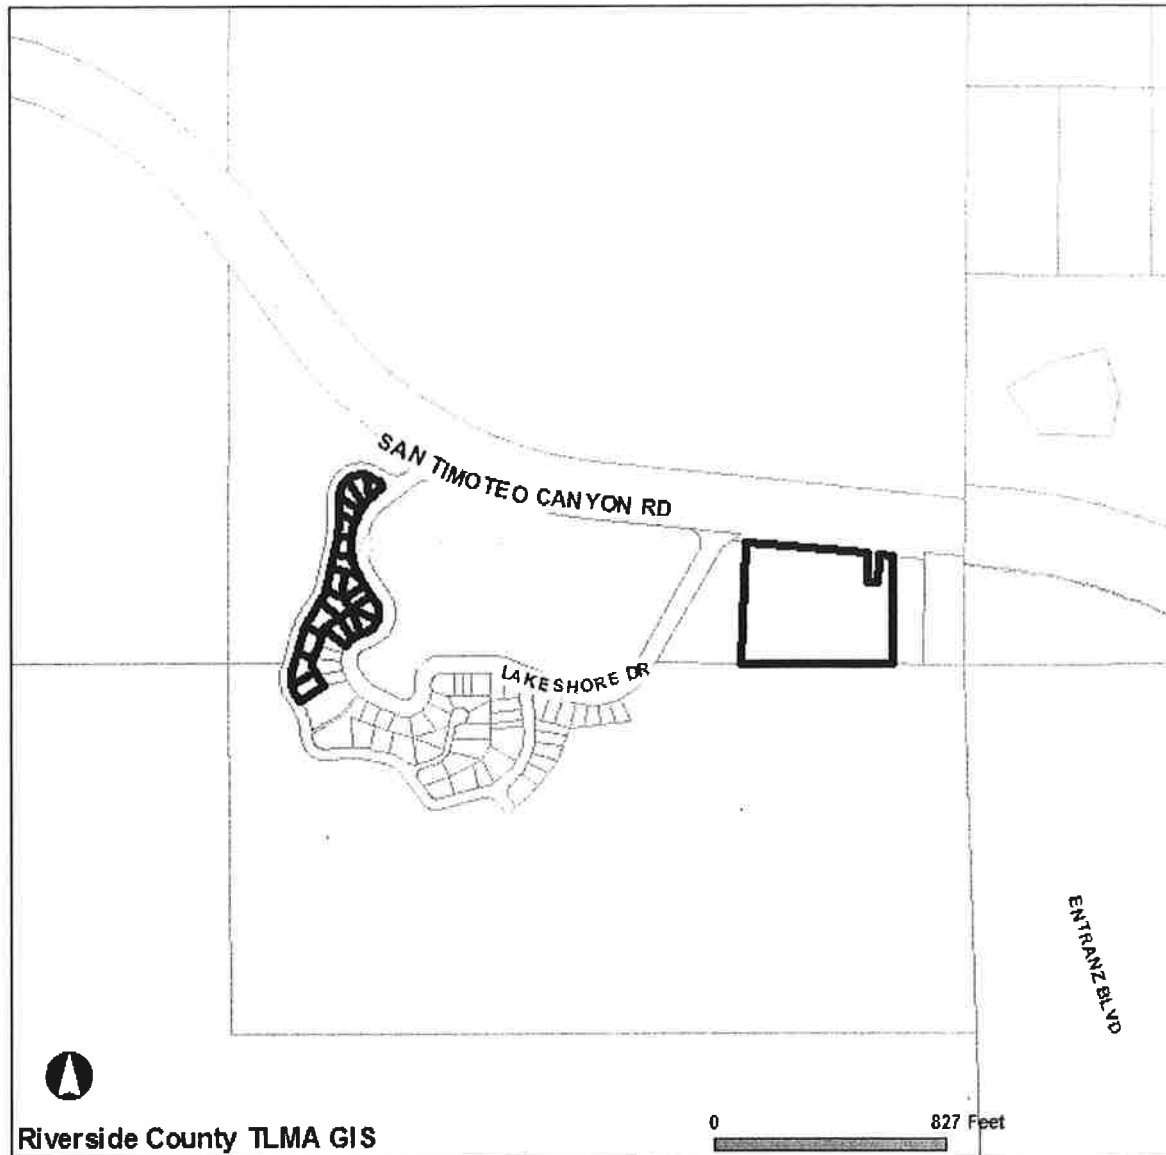 SAN TIMOTEO CANYON RD
LAKESHORE DR
ENTRANZ BLVD
Riverside County TLMA GIS
0 827 Feet